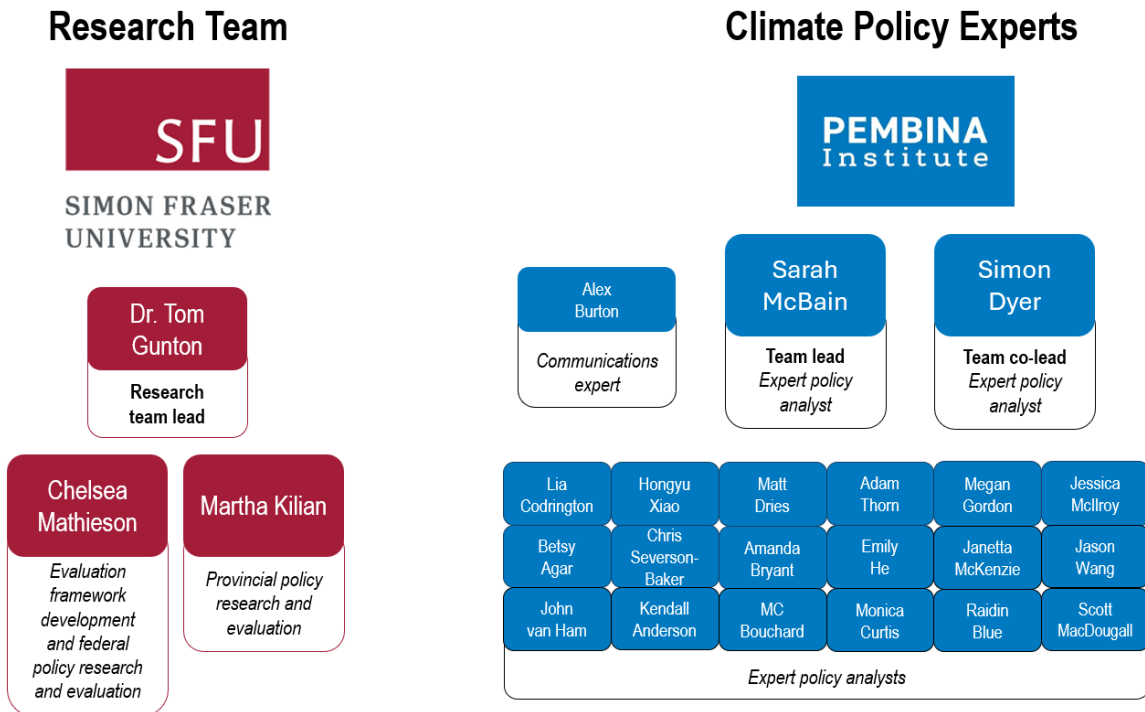 Research Team
SFU
SIMON FRASER
UNIVERSITY
Dr. Tom
Gunton
Research
team lead
Chelsea
Mathieson
Evaluation
framework
development
and federal
policy research
and evaluation
Martha Kilian
Provincial policy
research and
evaluation
Climate Policy Experts
PEMBINA
Institute
Alex
Burton
Communications
expert
Sarah
McBain
Team lead
Expert policy
analyst
Simon
Dyer
Team co-lead
Expert policy
analyst
Lia
Codrington
Hongyu
Xiao
Matt
Dries
Adam
Thorn
Megan
Gordon
Jessica
McIlroy
Betsy
Agar
Chris
Severson-
Baker
Amanda
Bryant
Emily
He
Janetta
McKenzie
Jason
Wang
John
van Ham
Kendall
Anderson
MC
Bouchard
Monica
Curtis
Raidin
Blue
Scott
MacDougall
Expert policy analysts